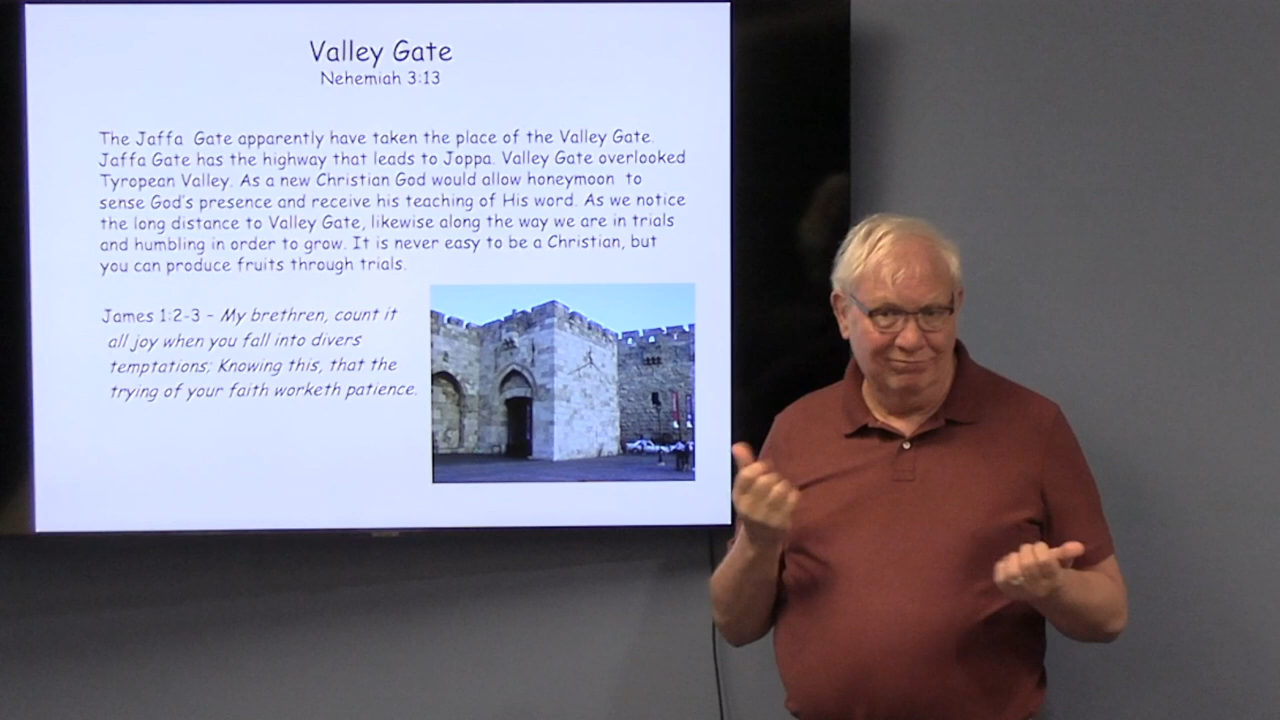 Valley Gate
Nehemiah 3:13
The Jaffa Gate apparently have taken the place of the Valley Gate.
Jaffa Gate has the highway that leads to Joppa. Valley Gate overlooked
Tyropean Valley. As a new Christian God would allow honeymoon to
sense God's presence and receive his teaching of His word. As we notice
the long distance to Valley Gate, likewise along the way we are in trials
and humbling in order to grow. It is never easy to be a Christian, but
you can produce fruits through trials.
James 1:2-3 – My brethren, count it
all joy when you fall into divers
temptations; Knowing this, that the
trying of your faith worketh patience.